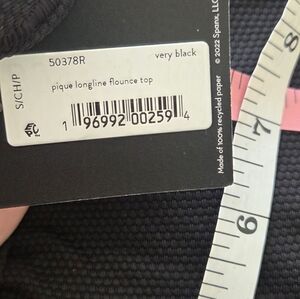 50378R very black
S/CH/P
pique longline flounce top
1 96992 00259 4
© 2022 Spanx, LLC
Made of 100% recycled paper
8
7
6